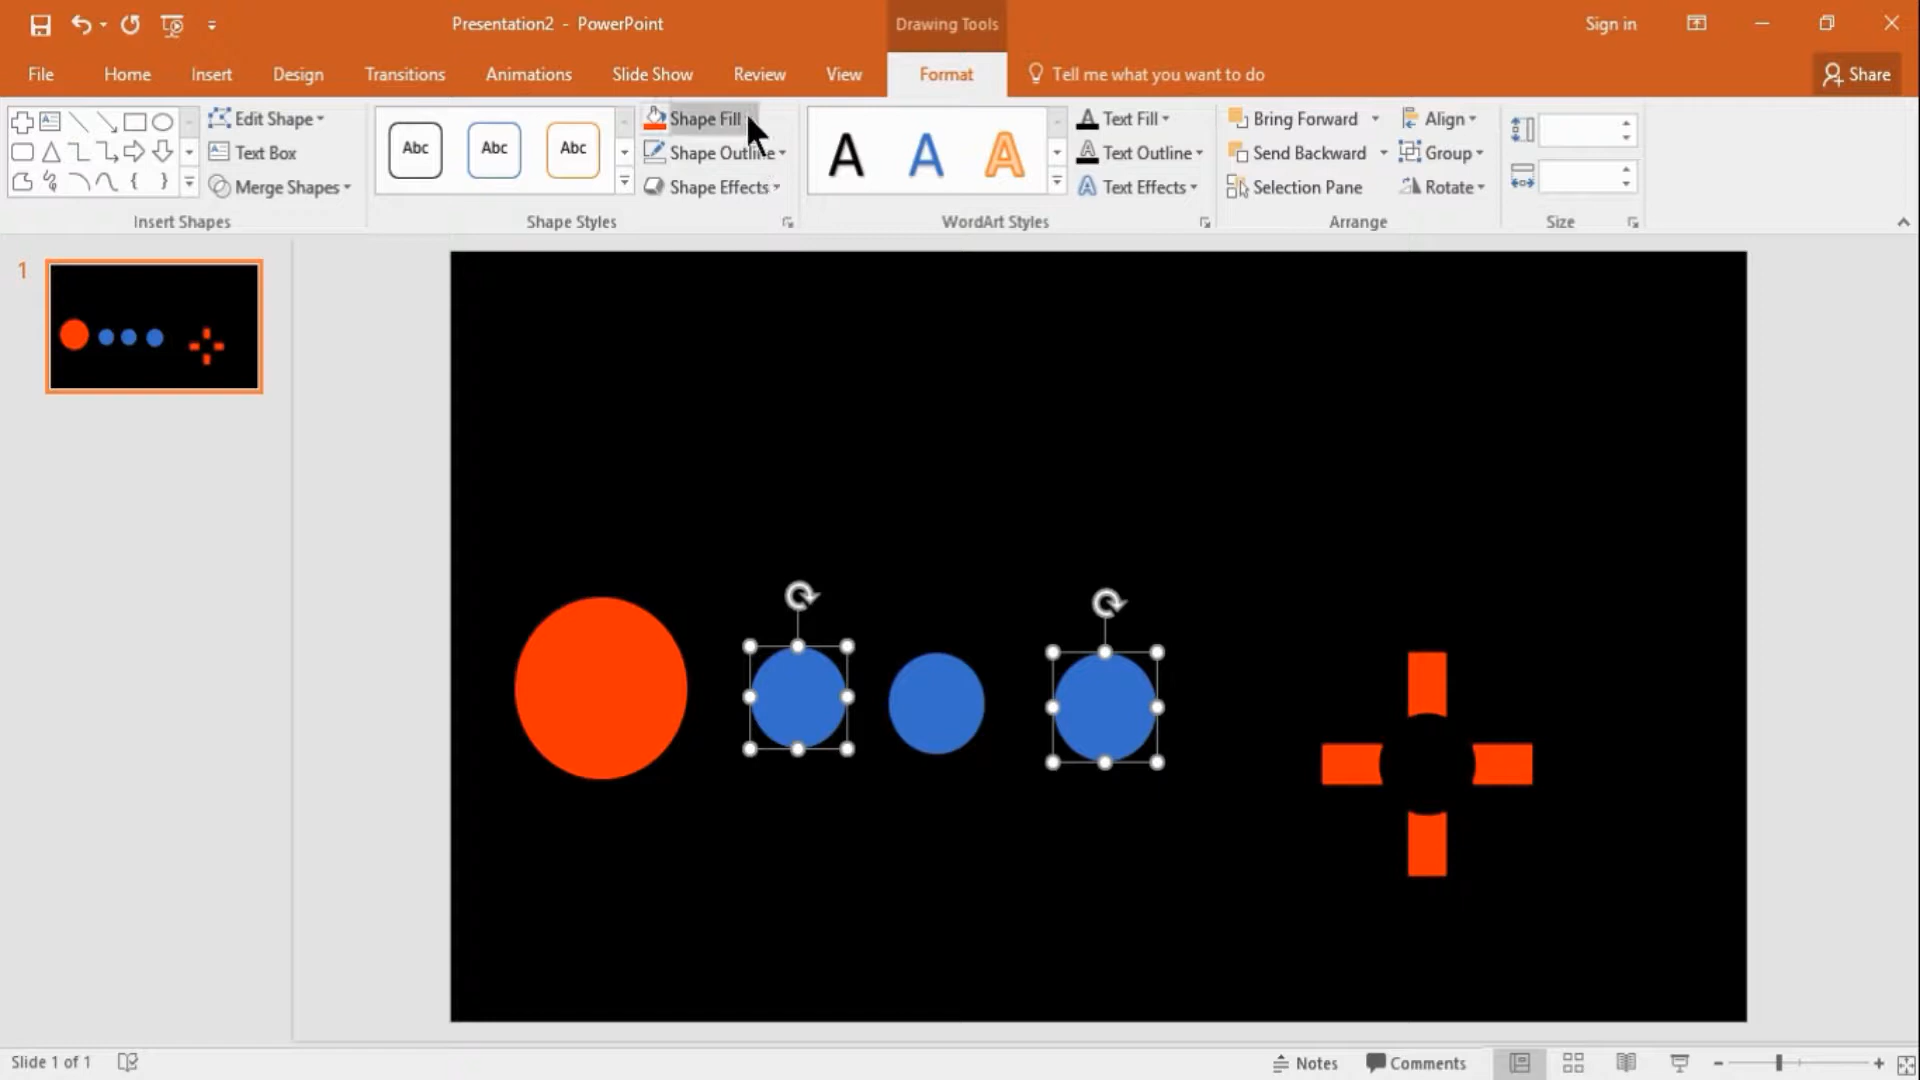 Presentation2 - PowerPoint
Drawing Tools
Sign in
File Home Insert Design Transitions Animations Slide Show Review View Format Tell me what you want to do Share
Edit Shape
Text Box
Merge Shapes
Insert Shapes
Abc Abc Abc
Shape Fill
Shape Outline
Shape Effects
Shape Styles
A A A
Text Fill
Text Outline
Text Effects
WordArt Styles
Bring Forward
Send Backward
Selection Pane
Align
Group
Rotate
Arrange
Size
1
Slide 1 of 1
Notes
Comments